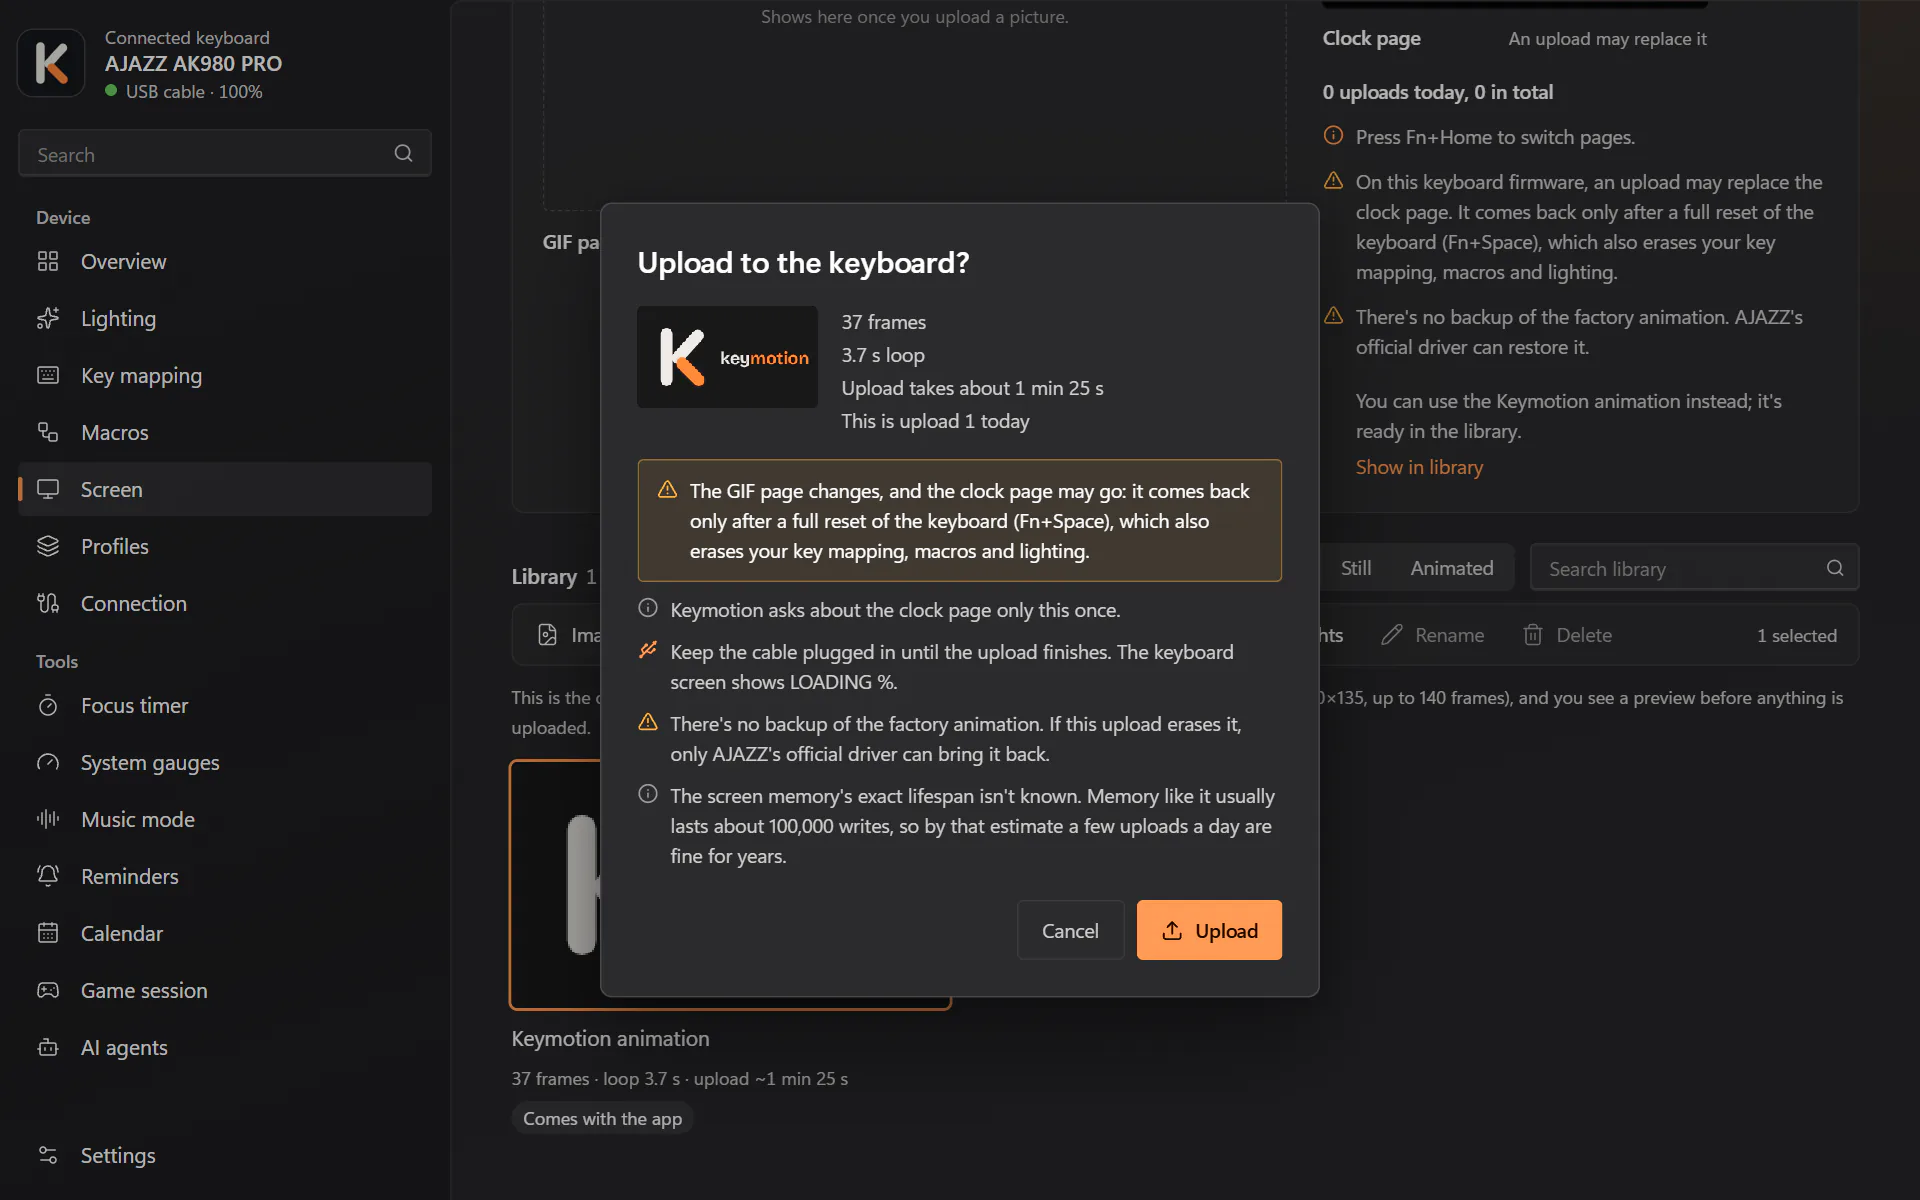 Connected keyboard
AJAZZ AK980 PRO
USB cable · 100%
Search
Device
Overview
Lighting
Key mapping
Macros
Screen
Profiles
Connection
Tools
Focus timer
System gauges
Music mode
Reminders
Calendar
Game session
AI agents
Settings
Shows here once you upload a picture.
GIF pa
Clock page An upload may replace it
0 uploads today, 0 in total
Press Fn+Home to switch pages.
On this keyboard firmware, an upload may replace the
clock page. It comes back only after a full reset of the
keyboard (Fn+Space), which also erases your key
mapping, macros and lighting.
There's no backup of the factory animation. AJAZZ's
official driver can restore it.
You can use the Keymotion animation instead; it's
ready in the library.
Show in library
Upload to the keyboard?
keymotion
37 frames
3.7 s loop
Upload takes about 1 min 25 s
This is upload 1 today
The GIF page changes, and the clock page may go: it comes back
only after a full reset of the keyboard (Fn+Space), which also
erases your key mapping, macros and lighting.
Keymotion asks about the clock page only this once.
Keep the cable plugged in until the upload finishes. The keyboard
screen shows LOADING %.
There's no backup of the factory animation. If this upload erases it,
only AJAZZ's official driver can bring it back.
The screen memory's exact lifespan isn't known. Memory like it usually
lasts about 100,000 writes, so by that estimate a few uploads a day are
fine for years.
Cancel Upload
Library 1
Still Animated Search library
Ima
hts Rename Delete 1 selected
This is the
×135, up to 140 frames), and you see a preview before anything is
uploaded.
Keymotion animation
37 frames · loop 3.7 s · upload ~1 min 25 s
Comes with the app